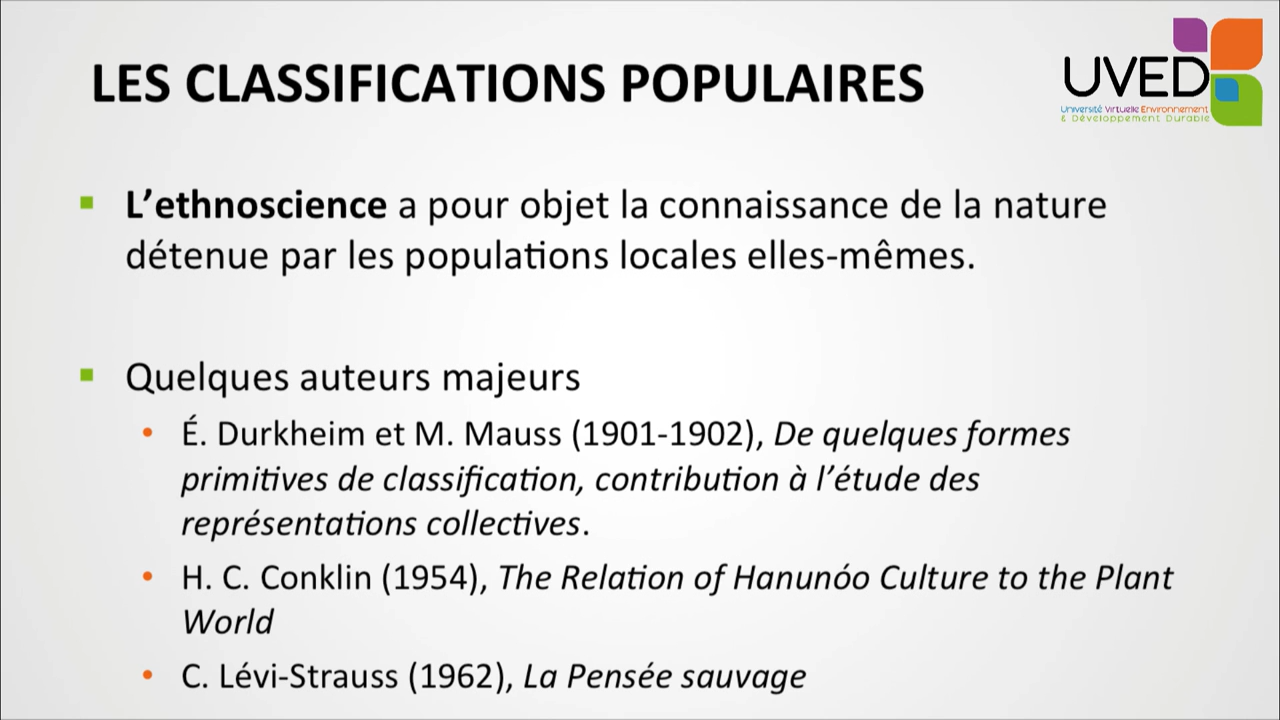 LES CLASSIFICATIONS POPULAIRES
UVED
Université Virtuelle Environnement
& Développement Durable
▪ L’ethnoscience a pour objet la connaissance de la nature
détenue par les populations locales elles-mêmes.
▪ Quelques auteurs majeurs
• É. Durkheim et M. Mauss (1901-1902), De quelques formes
primitives de classification, contribution à l’étude des
représentations collectives.
• H. C. Conklin (1954), The Relation of Hanunóo Culture to the Plant
World
• C. Lévi-Strauss (1962), La Pensée sauvage